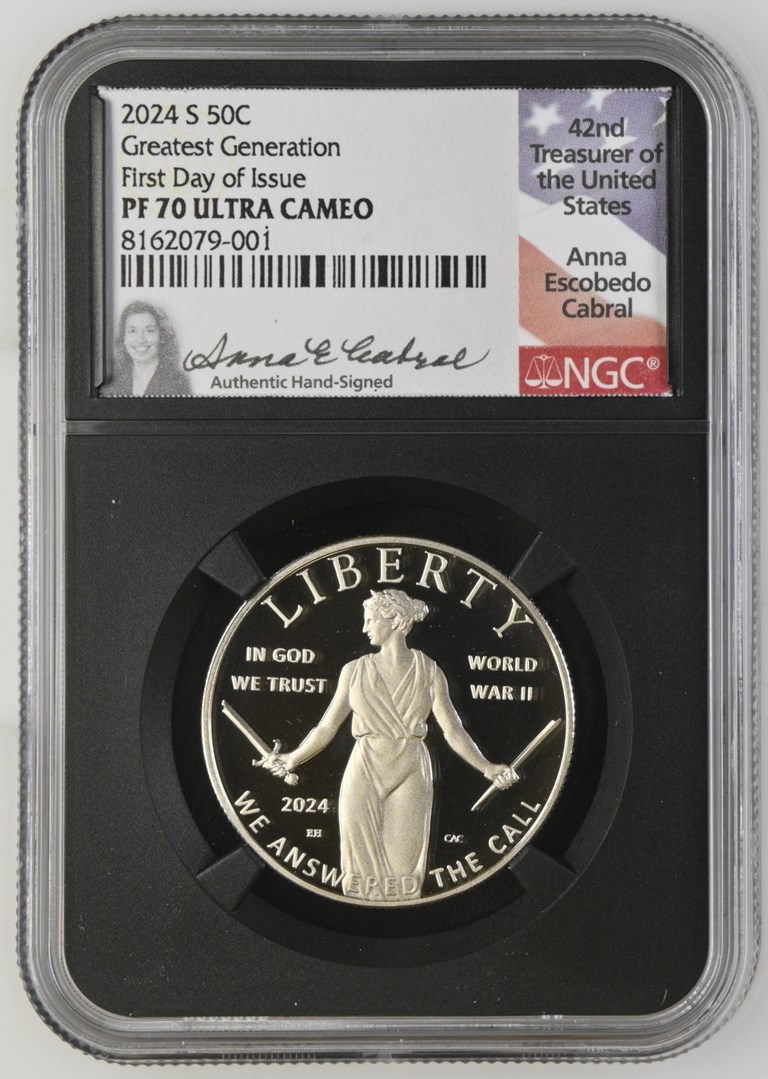 2024 S 50C
Greatest Generation
First Day of Issue
PF 70 ULTRA CAMEO
8162079-001
Anna E Cabral
Authentic Hand-Signed
42nd
Treasurer of
the United
States
Anna
Escobedo
Cabral
NGC®
LIBERTY
IN GOD
WE TRUST
WORLD
WAR II
2024
EH
CAC
WE ANSWERED THE CALL